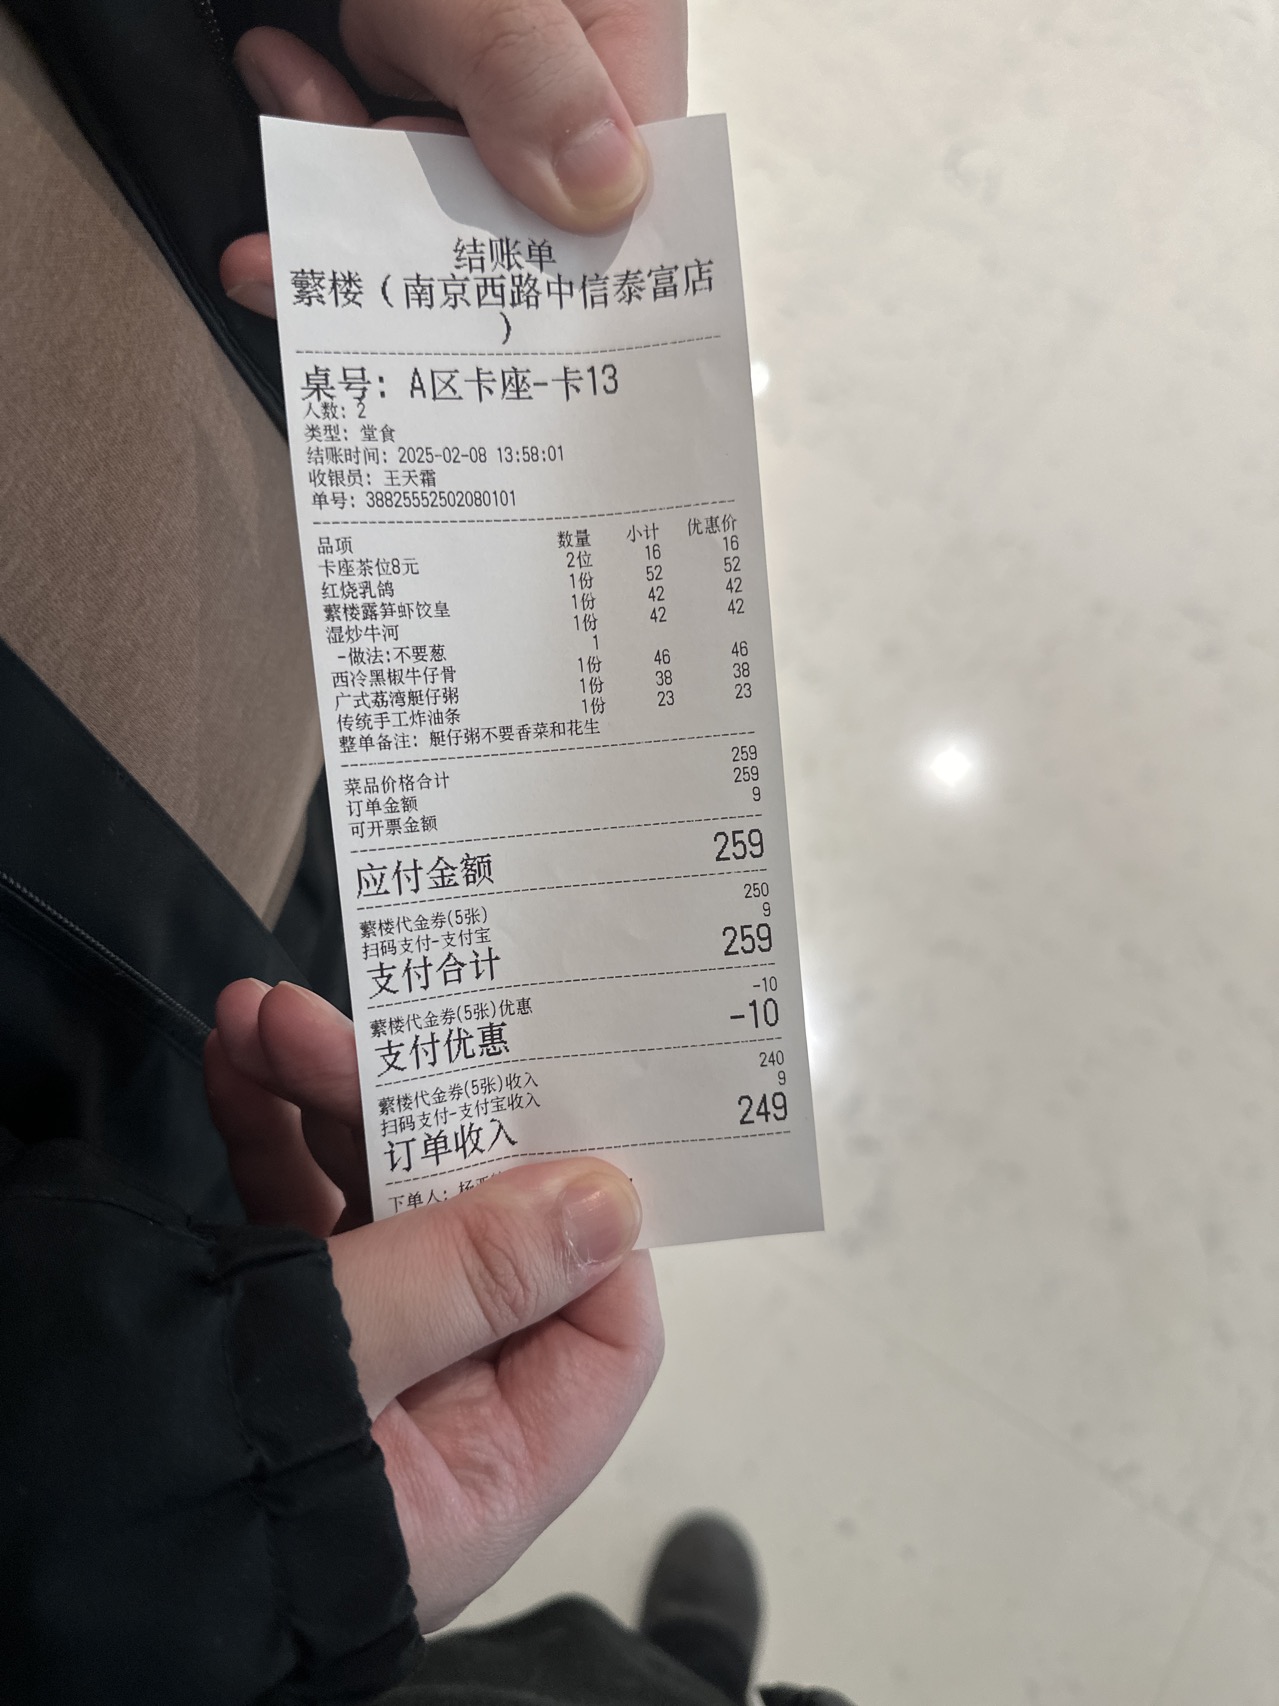 结账单
蘩楼（南京西路中信泰富店
）
桌号：A区卡座-卡13
人数：2
类型：堂食
结账时间：2025-02-08 13:58:01
收银员：王天霜
单号：38825552502080101
品项 数量 小计 优惠价
卡座茶位8元 2位 16 16
红烧乳鸽 1份 52 52
蘩楼露笋虾饺皇 1份 42 42
湿炒牛河 1份 42 42
-做法:不要葱 1
西冷黑椒牛仔骨 1份 46 46
广式荔湾艇仔粥 1份 38 38
传统手工炸油条 1份 23 23
整单备注：艇仔粥不要香菜和花生
菜品价格合计 259
订单金额 259
可开票金额 9
应付金额 259
蘩楼代金券(5张) 250
扫码支付-支付宝 9
支付合计 259
蘩楼代金券(5张)优惠 -10
支付优惠 -10
蘩楼代金券(5张)收入 240
扫码支付-支付宝收入 9
订单收入 249
下单人：杨